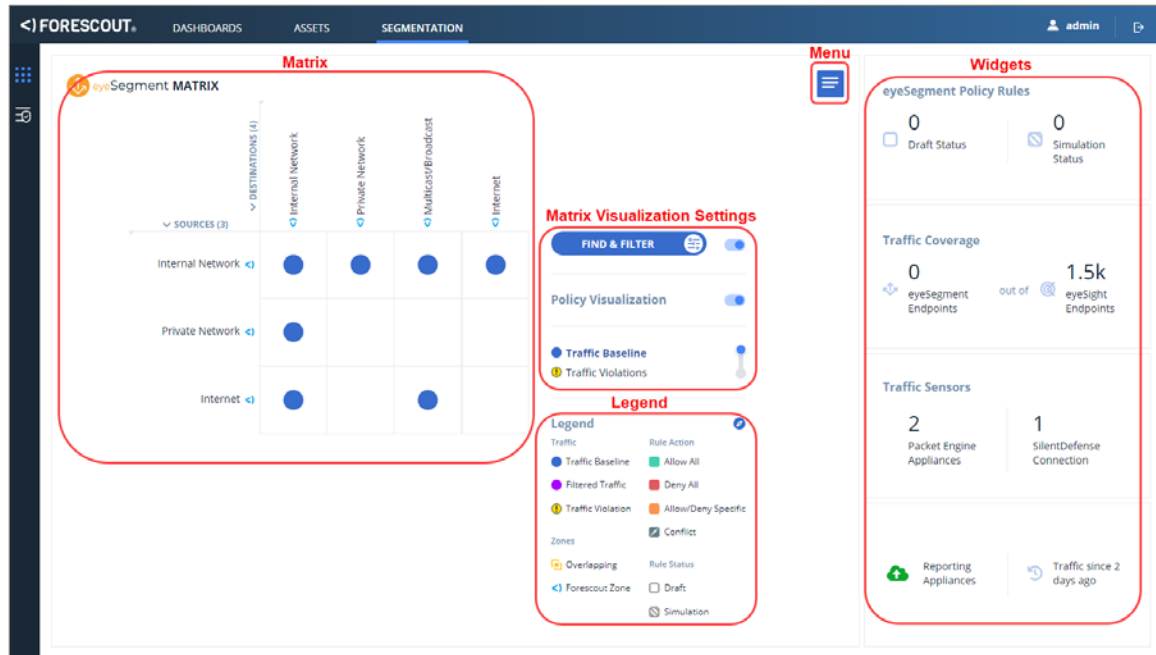 <) FORESCOUT.
DASHBOARDS
ASSETS
SEGMENTATION
admin
Matrix
Menu
Widgets
eyeSegment MATRIX
DESTINATIONS (4)
Internal Network
Private Network
Multicast/Broadcast
Internet
SOURCES (3)
Internal Network
Private Network
Internet
Matrix Visualization Settings
FIND & FILTER
Policy Visualization
Traffic Baseline
Traffic Violations
Legend
Legend
Traffic
Rule Action
Traffic Baseline
Allow All
Filtered Traffic
Deny All
Traffic Violation
Allow/Deny Specific
Conflict
Zones
Overlapping
Rule Status
Forescout Zone
Draft
Simulation
eyeSegment Policy Rules
0
Draft Status
0
Simulation
Status
Traffic Coverage
0
eyeSegment
Endpoints
out of
1.5k
eyeSight
Endpoints
Traffic Sensors
2
Packet Engine
Appliances
1
SilentDefense
Connection
Reporting
Appliances
Traffic since 2
days ago